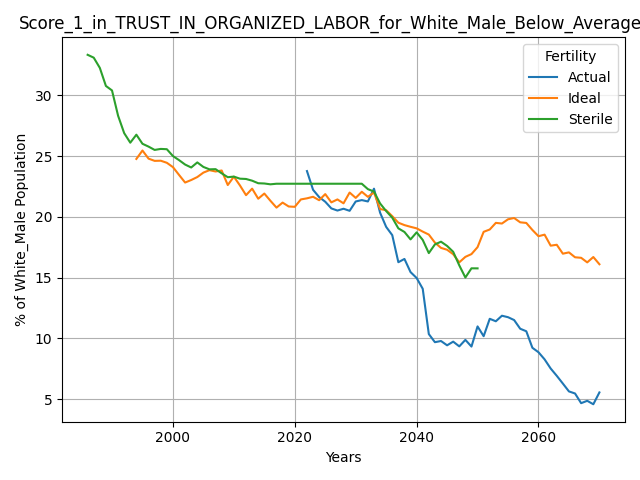 Score_1_in_TRUST_IN_ORGANIZED_LABOR_for_White_Male_Below_Average
Fertility
Actual
Ideal
Sterile
% of White_Male Population
30
25
20
15
10
5
2000
2020
2040
2060
Years